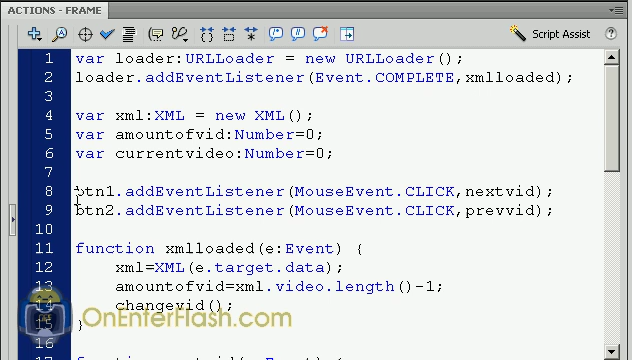 ACTIONS - FRAME
Script Assist
1 var loader:URLLoader = new URLLoader();
2 loader.addEventListener(Event.COMPLETE,xmlloaded);
3
4 var xml:XML = new XML();
5 var amountofvid:Number=0;
6 var currentvideo:Number=0;
7
8 btn1.addEventListener(MouseEvent.CLICK,nextvid);
9 btn2.addEventListener(MouseEvent.CLICK,prevvid);
10
11 function xmlloaded(e:Event) {
12 xml=XML(e.target.data);
13 amountofvid=xml.video.length()-1;
14 changevid();
15 }
OnEnterFlash.com
16
17